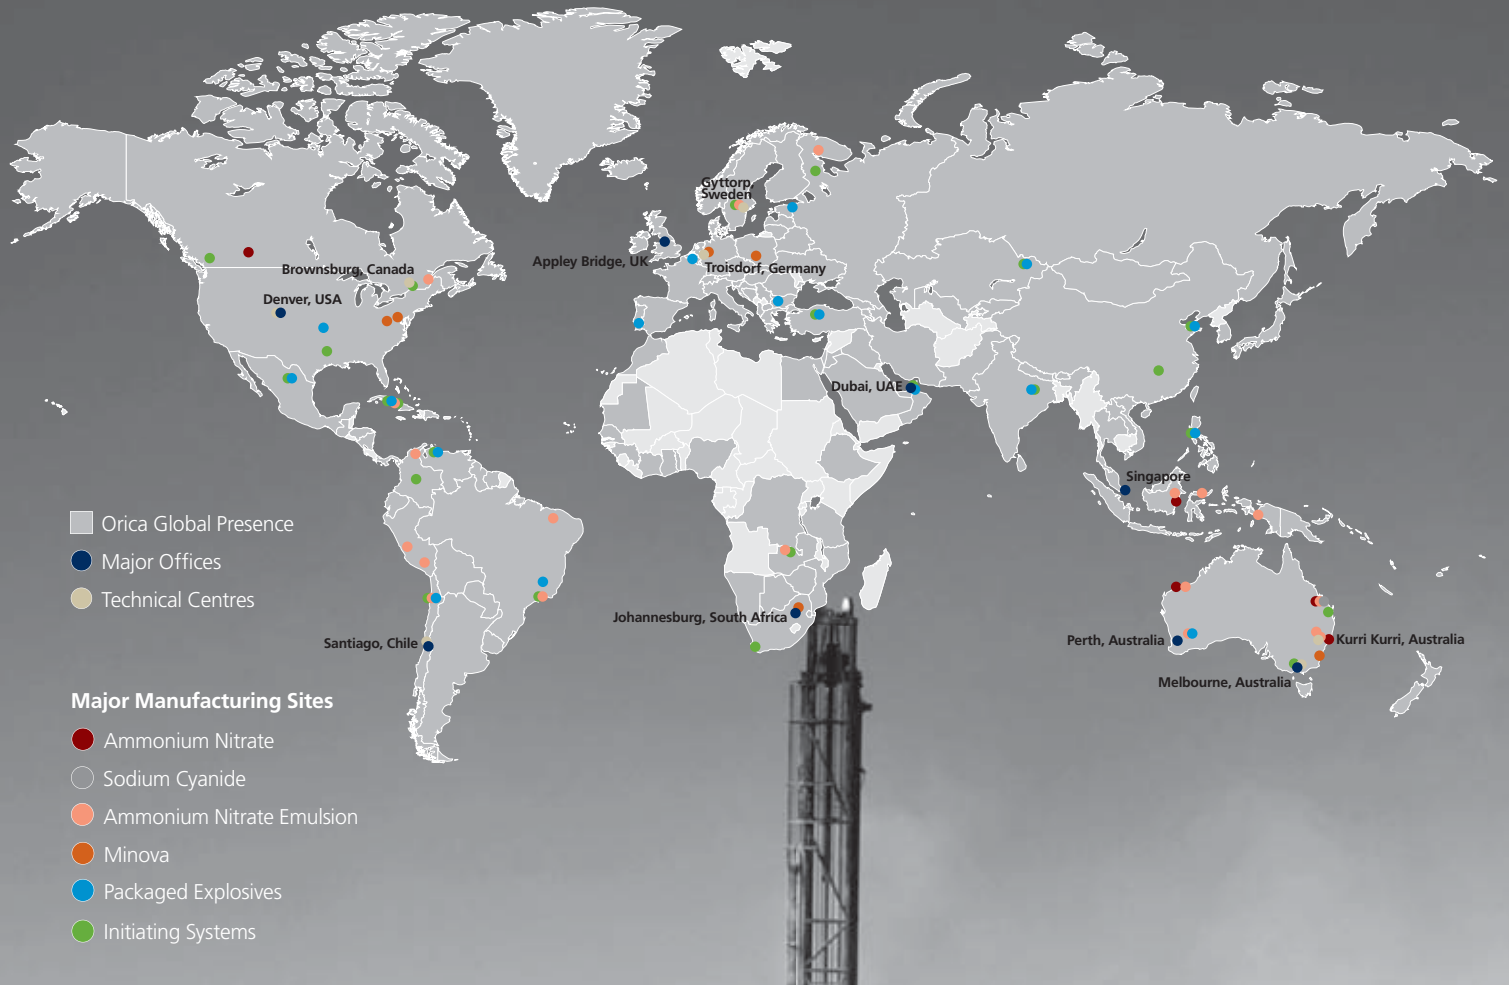 Gyttorp,
Sweden
Appley Bridge, UK
Troisdorf, Germany
Brownsburg, Canada
Denver, USA
Dubai, UAE
Singapore
Orica Global Presence
Major Offices
Technical Centres
Johannesburg, South Africa
Santiago, Chile
Perth, Australia
Kurri Kurri, Australia
Melbourne, Australia
Major Manufacturing Sites
Ammonium Nitrate
Sodium Cyanide
Ammonium Nitrate Emulsion
Minova
Packaged Explosives
Initiating Systems